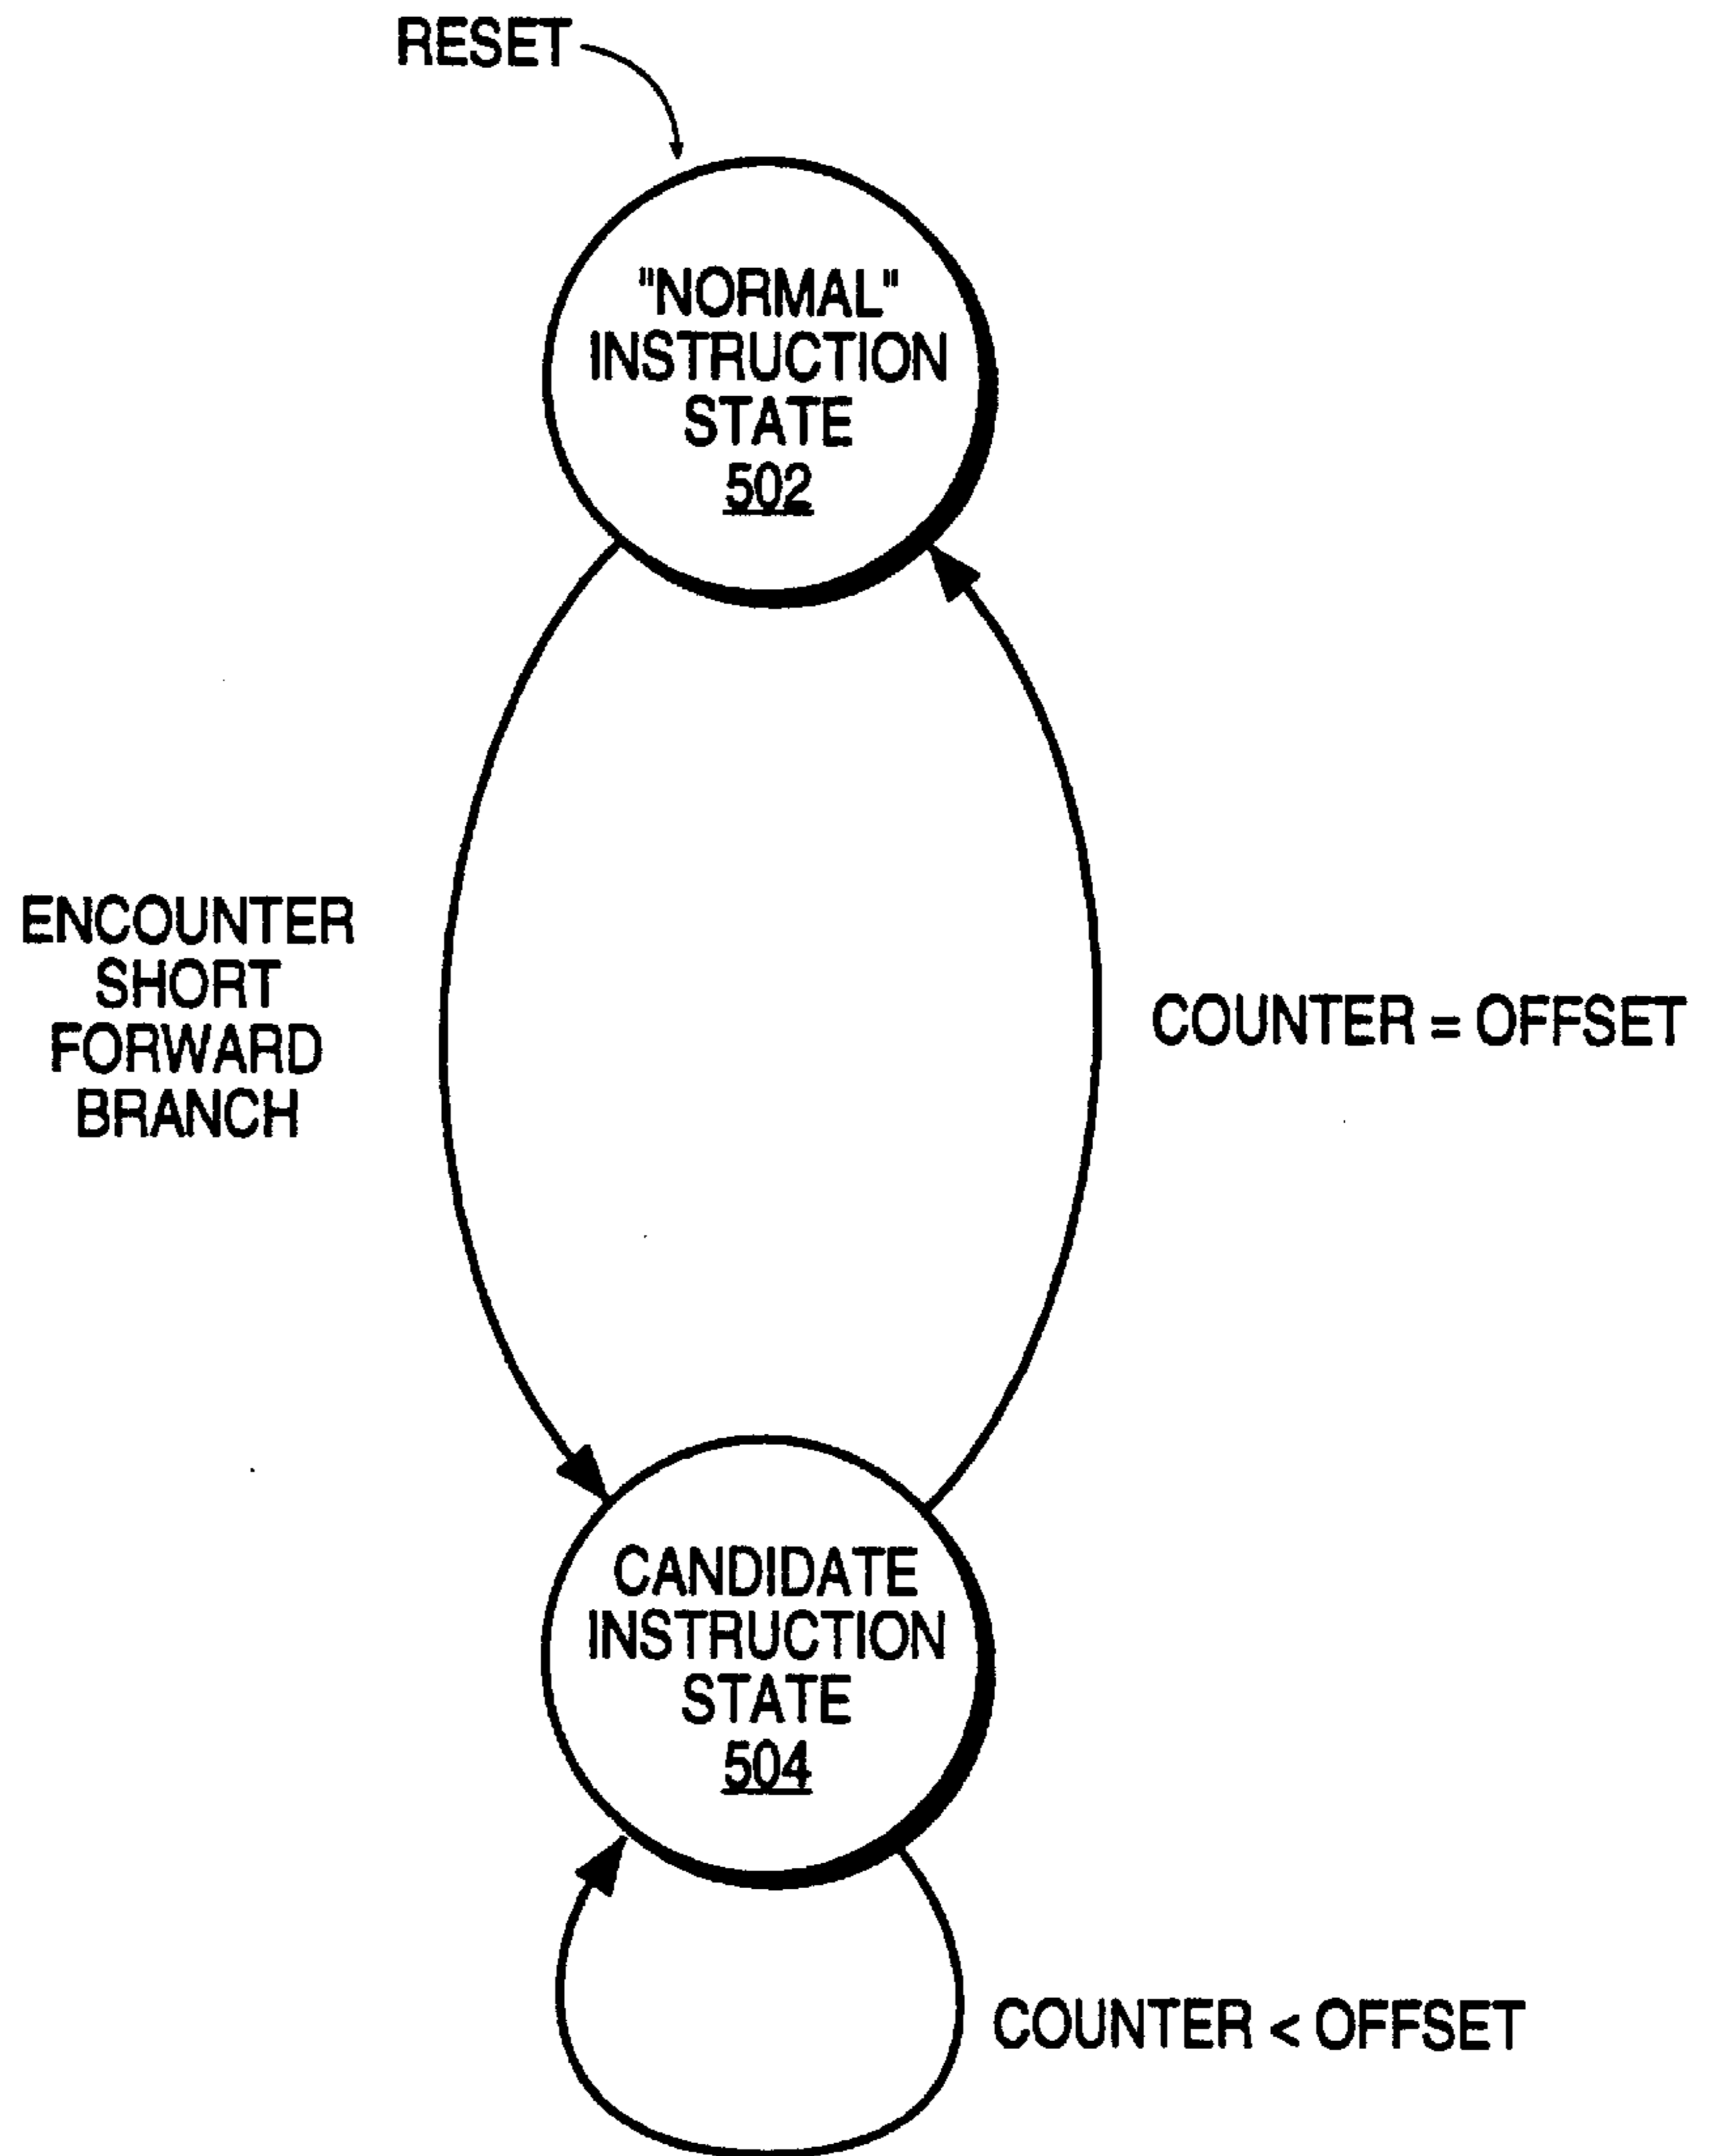 RESET
"NORMAL"
INSTRUCTION
STATE
502
ENCOUNTER
SHORT
FORWARD
BRANCH
COUNTER = OFFSET
CANDIDATE
INSTRUCTION
STATE
504
COUNTER < OFFSET